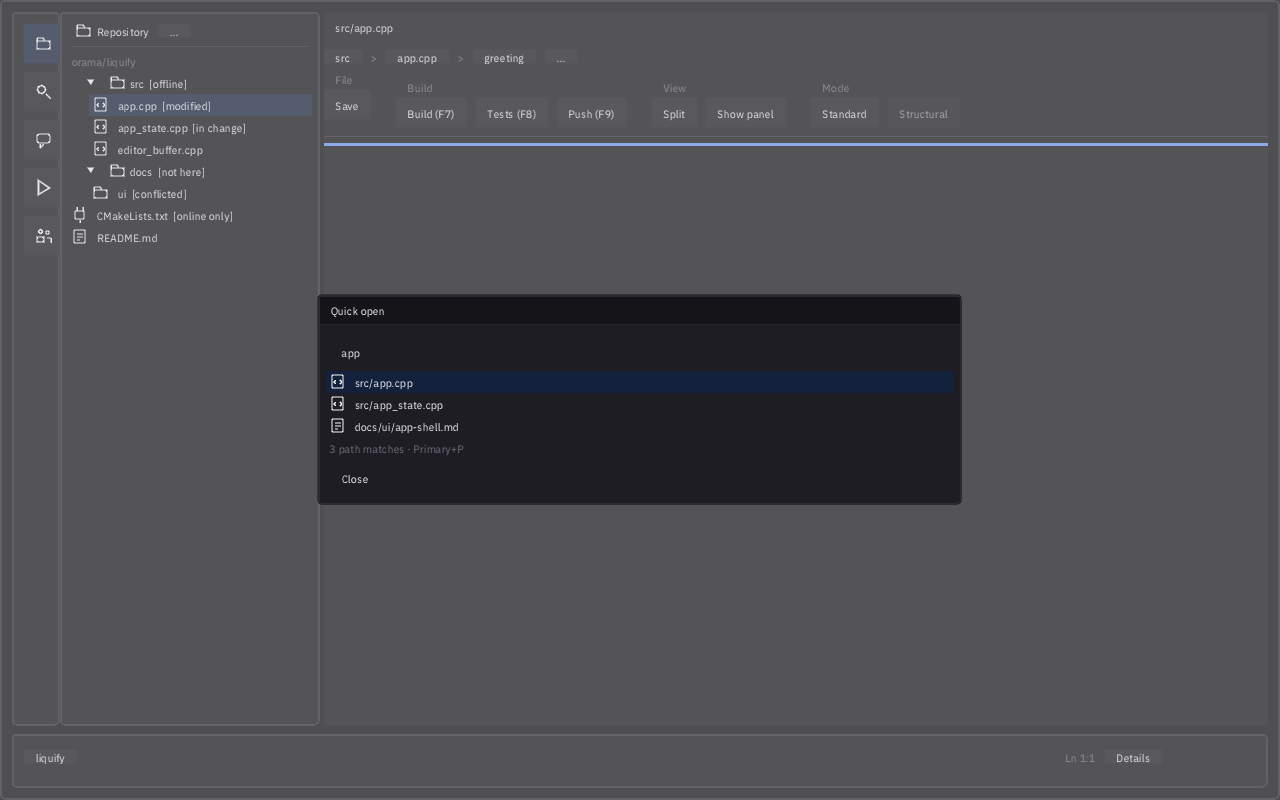 Repository ...
orama/liquify
src [offline]
app.cpp [modified]
app_state.cpp [in change]
editor_buffer.cpp
docs [not here]
ui [conflicted]
CMakeLists.txt [online only]
README.md
src/app.cpp
src > app.cpp > greeting ...
File Build View Mode
Save Build (F7) Tests (F8) Push (F9) Split Show panel Standard Structural
Quick open
app
src/app.cpp
src/app_state.cpp
docs/ui/app-shell.md
3 path matches · Primary+P
Close
liquify Ln 1:1 Details